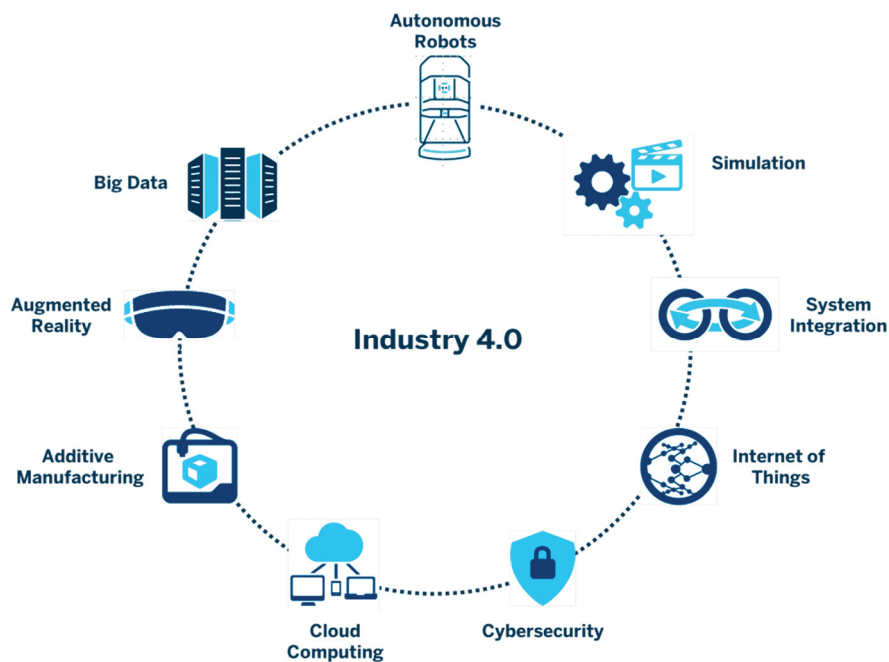 Autonomous
Robots
Simulation
System
Integration
Internet of
Things
Cybersecurity
Cloud
Computing
Additive
Manufacturing
Augmented
Reality
Big Data
Industry 4.0